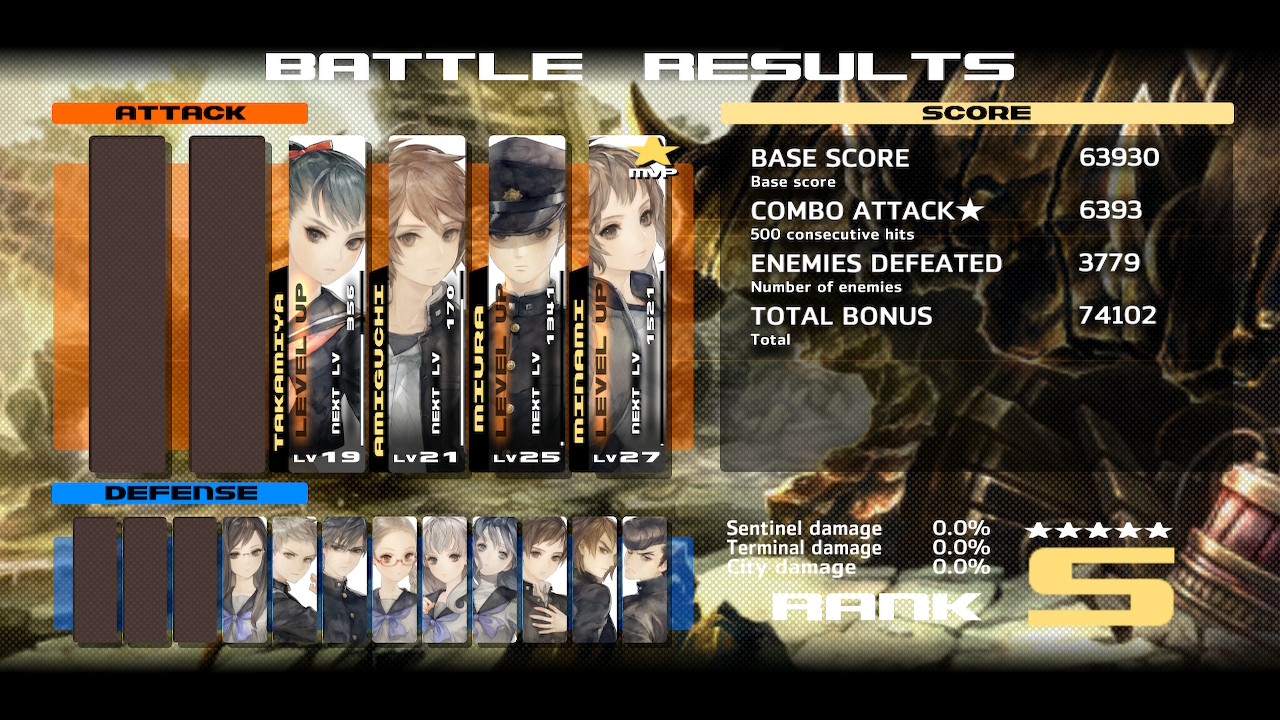 BATTLE RESULTS
ATTACK
MVP
TAKAMIYA
LEVEL UP
NEXT LV 356
LV19
AMIGUCHI
NEXT LV 170
LV21
MIURA
LEVEL UP
NEXT LV 1341
LV25
MINAMI
LEVEL UP
NEXT LV 1521
LV27
DEFENSE
SCORE
BASE SCORE 63930
Base score
COMBO ATTACK★ 6393
500 consecutive hits
ENEMIES DEFEATED 3779
Number of enemies
TOTAL BONUS 74102
Total
Sentinel damage 0.0%
Terminal damage 0.0%
City damage 0.0%
★★★★★
RANK S